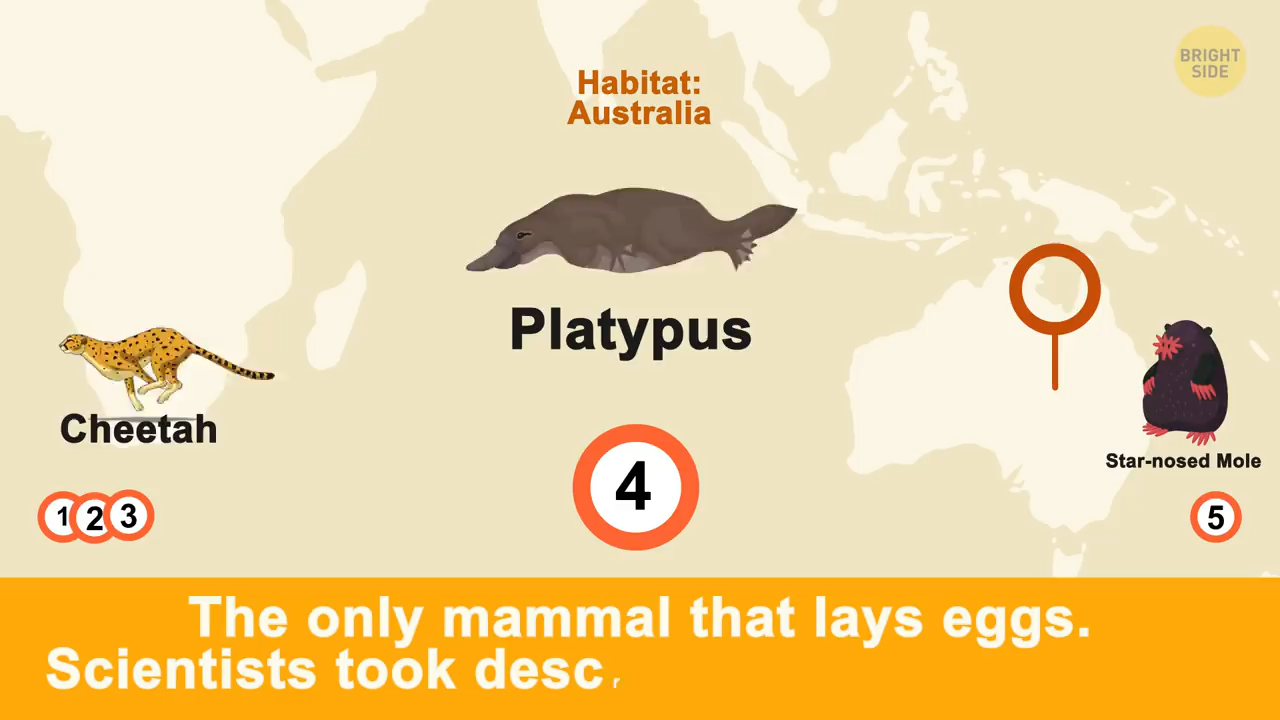 BRIGHT
SIDE
Habitat:
Australia
Platypus
Cheetah
Star-nosed Mole
1 2 3
4
5
The only mammal that lays eggs.
Scientists took descr